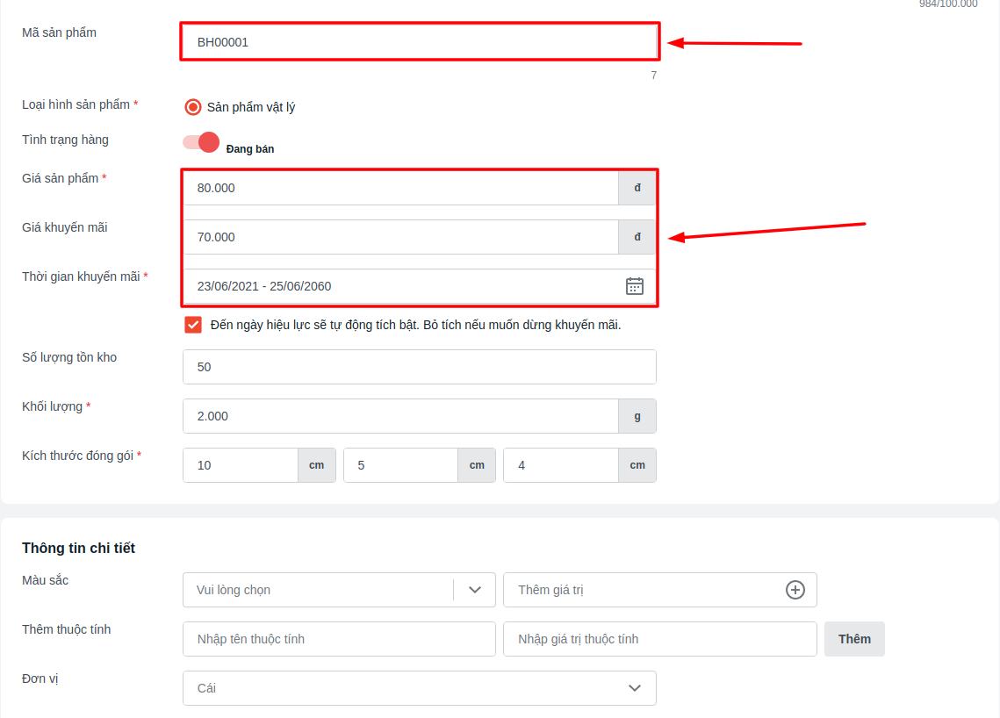 984/100.000
Mã sản phẩm
BH00001
7
Loại hình sản phẩm *
Sản phẩm vật lý
Tình trạng hàng
Đang bán
Giá sản phẩm *
80.000 đ
Giá khuyến mãi
70.000 đ
Thời gian khuyến mãi *
23/06/2021 - 25/06/2060
Đến ngày hiệu lực sẽ tự động tích bật. Bỏ tích nếu muốn dừng khuyến mãi.
Số lượng tồn kho
50
Khối lượng *
2.000 g
Kích thước đóng gói *
10 cm 5 cm 4 cm
Thông tin chi tiết
Màu sắc
Vui lòng chọn Thêm giá trị
Thêm thuộc tính
Nhập tên thuộc tính Nhập giá trị thuộc tính Thêm
Đơn vị
Cái